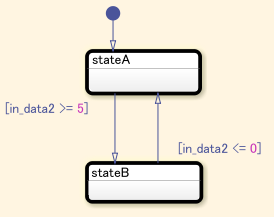 stateA
[in_data2 >= 5]
[in_data2 <= 0]
stateB